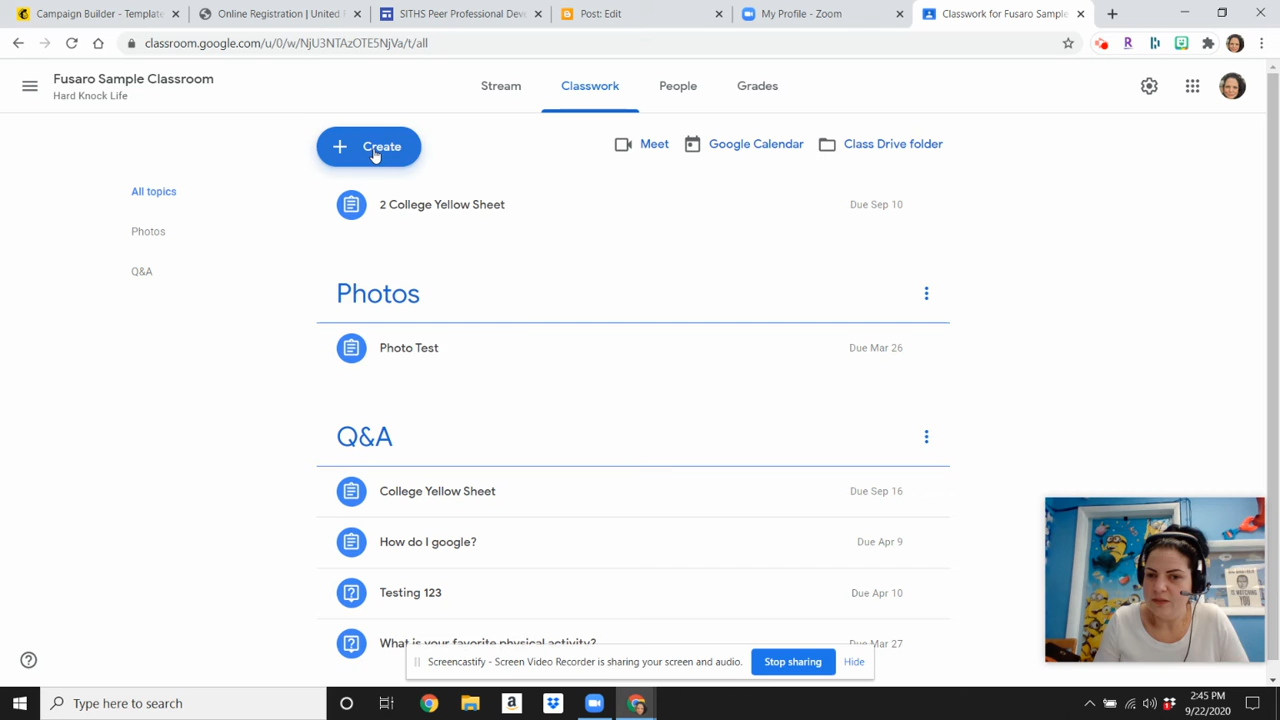 Campaign Builder - Template
Online Registration | United
SITHS Peer Professional Deve
Post: Edit
My Profile - Zoom
Classwork for Fusaro Sample
classroom.google.com/u/0/w/NjU3NTAzOTE5NjVa/t/all
Fusaro Sample Classroom
Hard Knock Life
Stream
Classwork
People
Grades
Create
Meet
Google Calendar
Class Drive folder
All topics
Photos
Q&A
2 College Yellow Sheet
Due Sep 10
Photos
Photo Test
Due Mar 26
Q&A
College Yellow Sheet
Due Sep 16
How do I google?
Due Apr 9
Testing 123
Due Apr 10
What is your favorite physical activity?
Due Mar 27
Screencastify - Screen Video Recorder is sharing your screen and audio.
Stop sharing
Hide
IS WATCHING
YOU
Type here to search
2:45 PM
9/22/2020